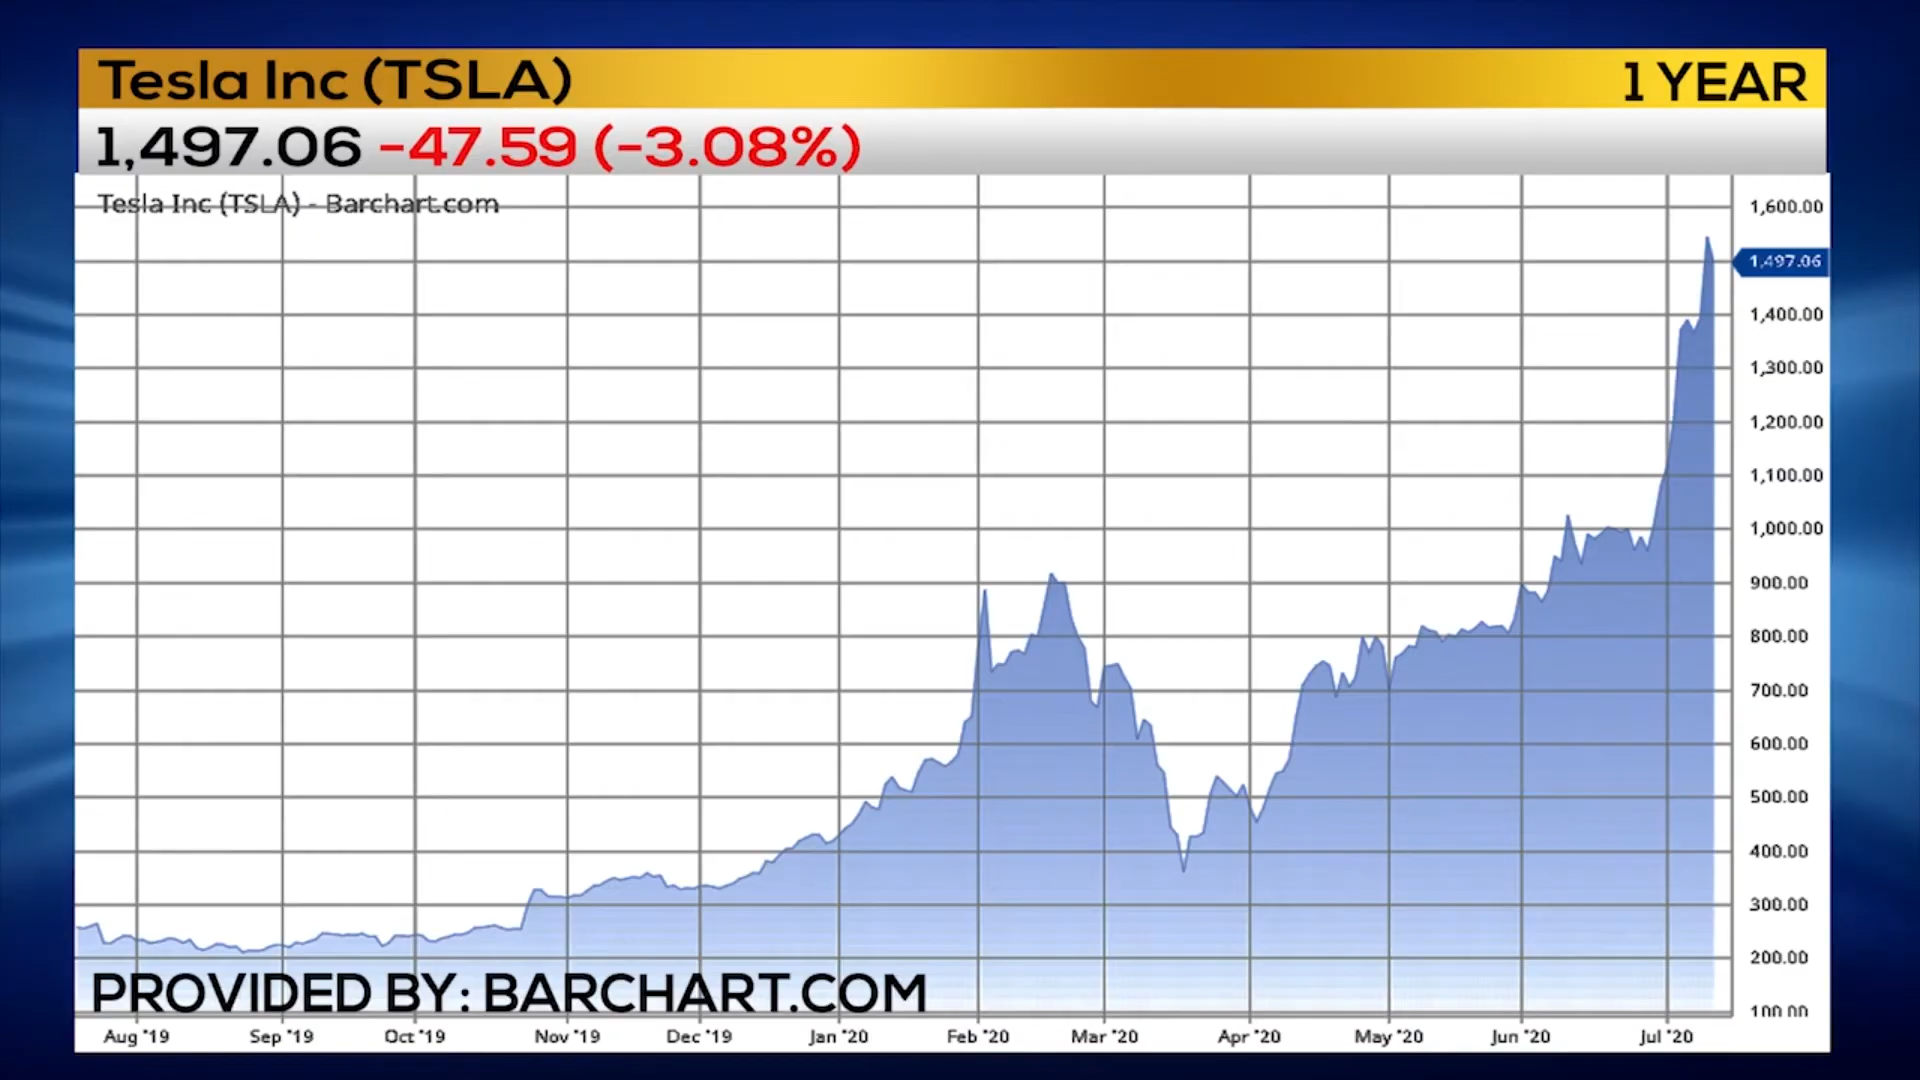 Tesla Inc (TSLA)
1 YEAR
1,497.06 -47.59 (-3.08%)
Tesla Inc (TSLA) - Barchart.com
1,600.00
1,497.06
1,400.00
1,300.00
1,200.00
1,100.00
1,000.00
900.00
800.00
700.00
600.00
500.00
400.00
300.00
200.00
100.00
PROVIDED BY: BARCHART.COM
Aug '19 Sep '19 Oct '19 Nov '19 Dec '19 Jan '20 Feb '20 Mar '20 Apr '20 May '20 Jun '20 Jul '20